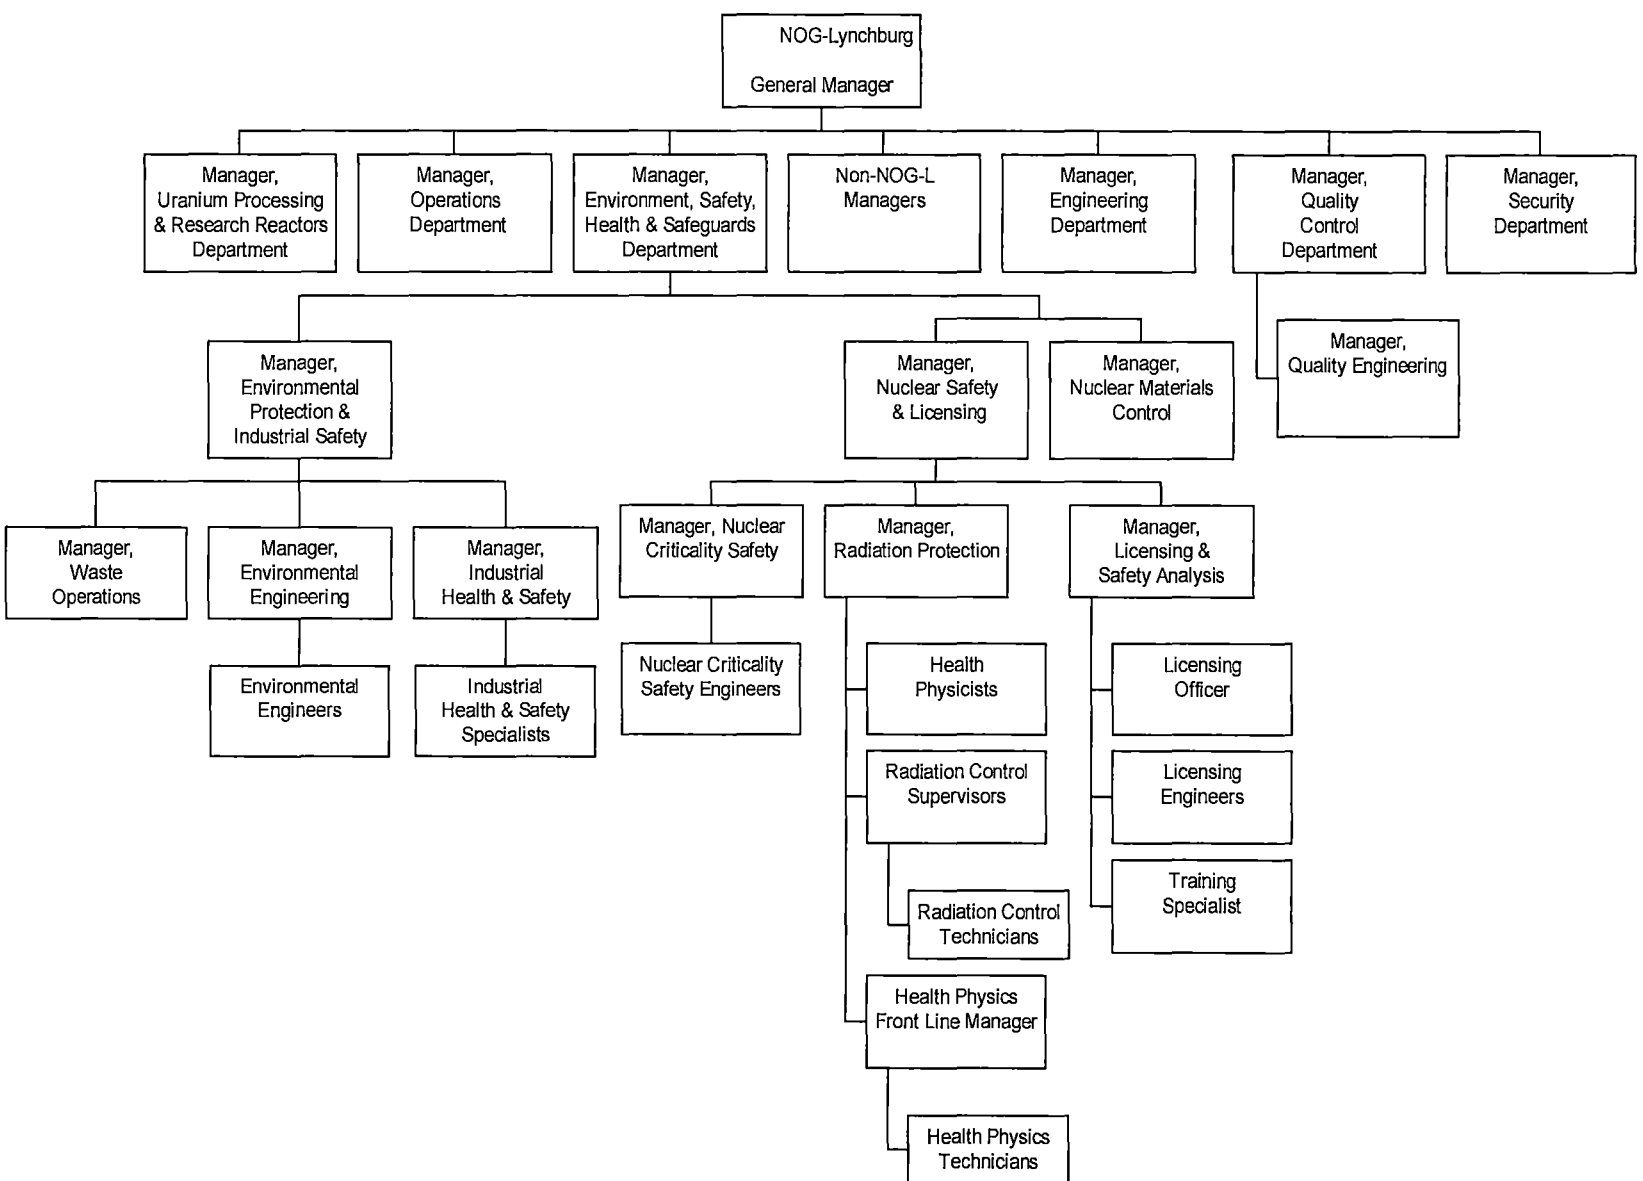 NOG-Lynchburg
General Manager
Manager,
Uranium Processing
& Research Reactors
Department
Manager,
Operations
Department
Manager,
Environment, Safety,
Health & Safeguards
Department
Non-NOG-L
Managers
Manager,
Engineering
Department
Manager,
Quality
Control
Department
Manager,
Security
Department
Manager,
Quality Engineering
Manager,
Environmental
Protection &
Industrial Safety
Manager,
Nuclear Safety
& Licensing
Manager,
Nuclear Materials
Control
Manager,
Waste
Operations
Manager,
Environmental
Engineering
Manager,
Industrial
Health & Safety
Manager, Nuclear
Criticality Safety
Manager,
Radiation Protection
Manager,
Licensing &
Safety Analysis
Environmental
Engineers
Industrial
Health & Safety
Specialists
Nuclear Criticality
Safety Engineers
Health
Physicists
Licensing
Officer
Radiation Control
Supervisors
Licensing
Engineers
Radiation Control
Technicians
Training
Specialist
Health Physics
Front Line Manager
Health Physics
Technicians